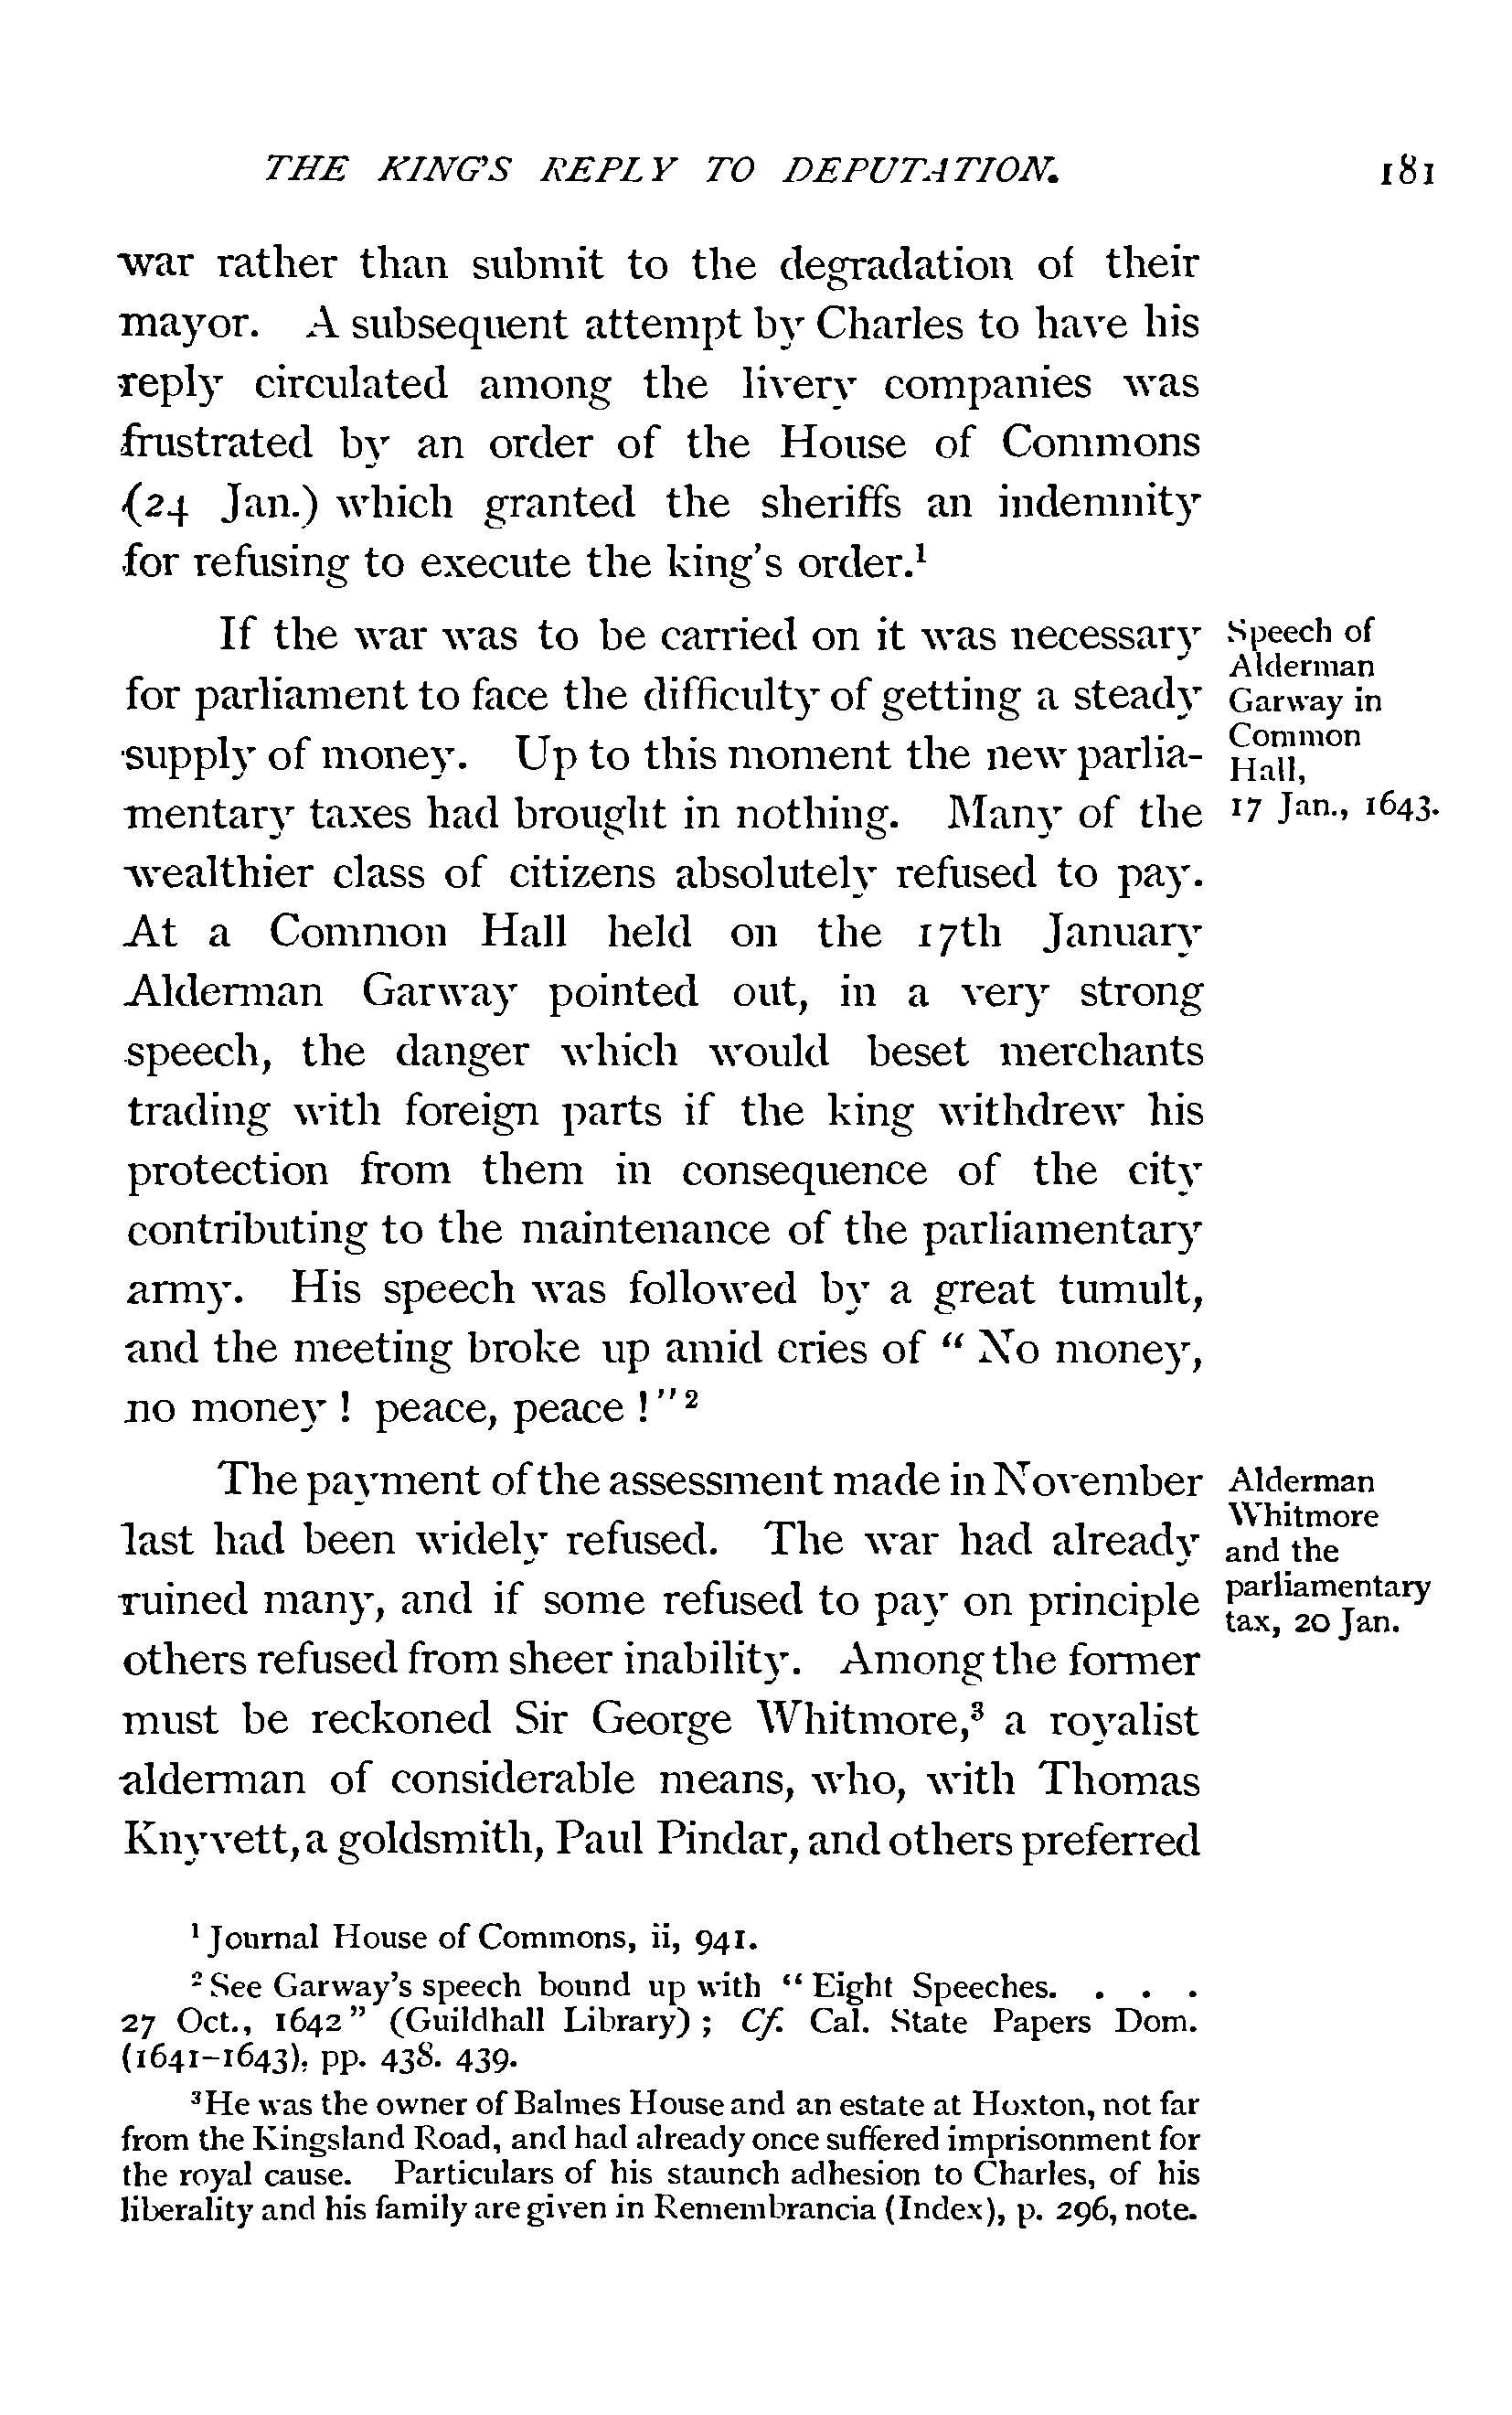 THE KING'S REPLY TO DEPUTATION. 181
war rather than submit to the degradation of their
mayor. A subsequent attempt by Charles to have his
reply circulated among the livery companies was
frustrated by an order of the House of Commons
(24 Jan.) which granted the sheriffs an indemnity
for refusing to execute the king's order.¹
If the war was to be carried on it was necessary
for parliament to face the difficulty of getting a steady
supply of money. Up to this moment the new parlia-
mentary taxes had brought in nothing. Many of the
wealthier class of citizens absolutely refused to pay.
At a Common Hall held on the 17th January
Alderman Garway pointed out, in a very strong
speech, the danger which would beset merchants
trading with foreign parts if the king withdrew his
protection from them in consequence of the city
contributing to the maintenance of the parliamentary
army. His speech was followed by a great tumult,
and the meeting broke up amid cries of " No money,
no money ! peace, peace ! " ²
Speech of
Alderman
Garway in
Common
Hall,
17 Jan., 1643.
The payment of the assessment made in November
last had been widely refused. The war had already
ruined many, and if some refused to pay on principle
others refused from sheer inability. Among the former
must be reckoned Sir George Whitmore,³ a royalist
alderman of considerable means, who, with Thomas
Knyvett, a goldsmith, Paul Pindar, and others preferred
Alderman
Whitmore
and the
parliamentary
tax, 20 Jan.
¹ Journal House of Commons, ii, 941.
² See Garway's speech bound up with " Eight Speeches. . . .
27 Oct., 1642 " (Guildhall Library) ; Cf. Cal. State Papers Dom.
(1641-1643), pp. 438. 439.
³ He was the owner of Balmes House and an estate at Hoxton, not far
from the Kingsland Road, and had already once suffered imprisonment for
the royal cause. Particulars of his staunch adhesion to Charles, of his
liberality and his family are given in Remembrancia (Index), p. 296, note.